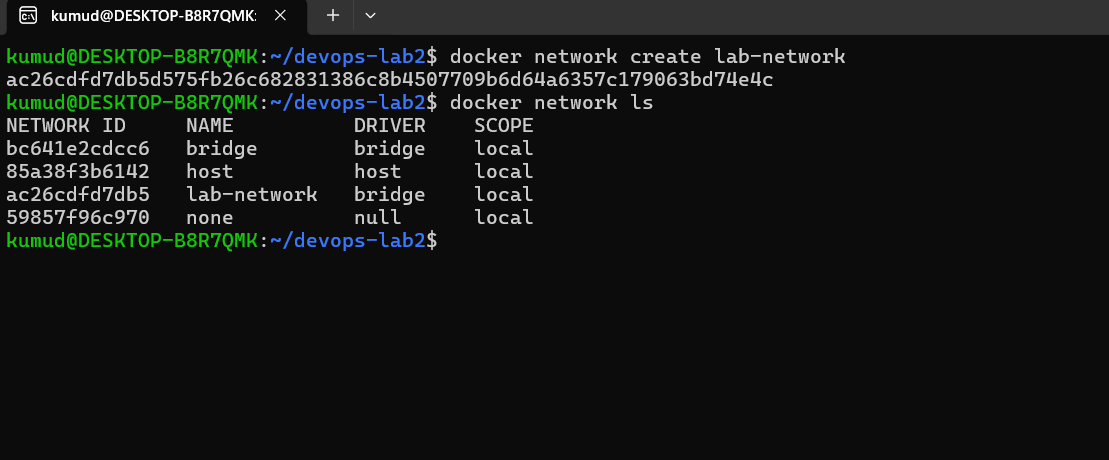 kumud@DESKTOP-B8R7QMK:
kumud@DESKTOP-B8R7QMK:~/devops-lab2$ docker network create lab-network
ac26cdfd7db5d575fb26c682831386c8b4507709b6d64a6357c179063bd74e4c
kumud@DESKTOP-B8R7QMK:~/devops-lab2$ docker network ls
NETWORK ID     NAME          DRIVER    SCOPE
bc641e2cdcc6   bridge        bridge    local
85a38f3b6142   host          host      local
ac26cdfd7db5   lab-network   bridge    local
59857f96c970   none          null      local
kumud@DESKTOP-B8R7QMK:~/devops-lab2$